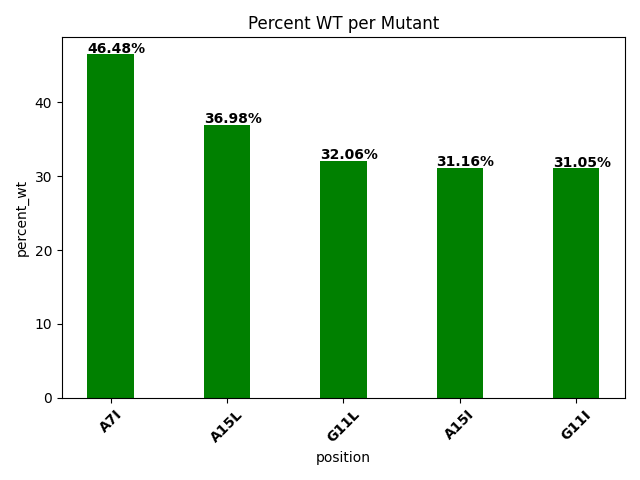 Percent WT per Mutant
46.48%
36.98%
32.06%
31.16%
31.05%
40
30
20
10
0
percent_wt
A7I
A15L
G11L
A15I
G11I
position